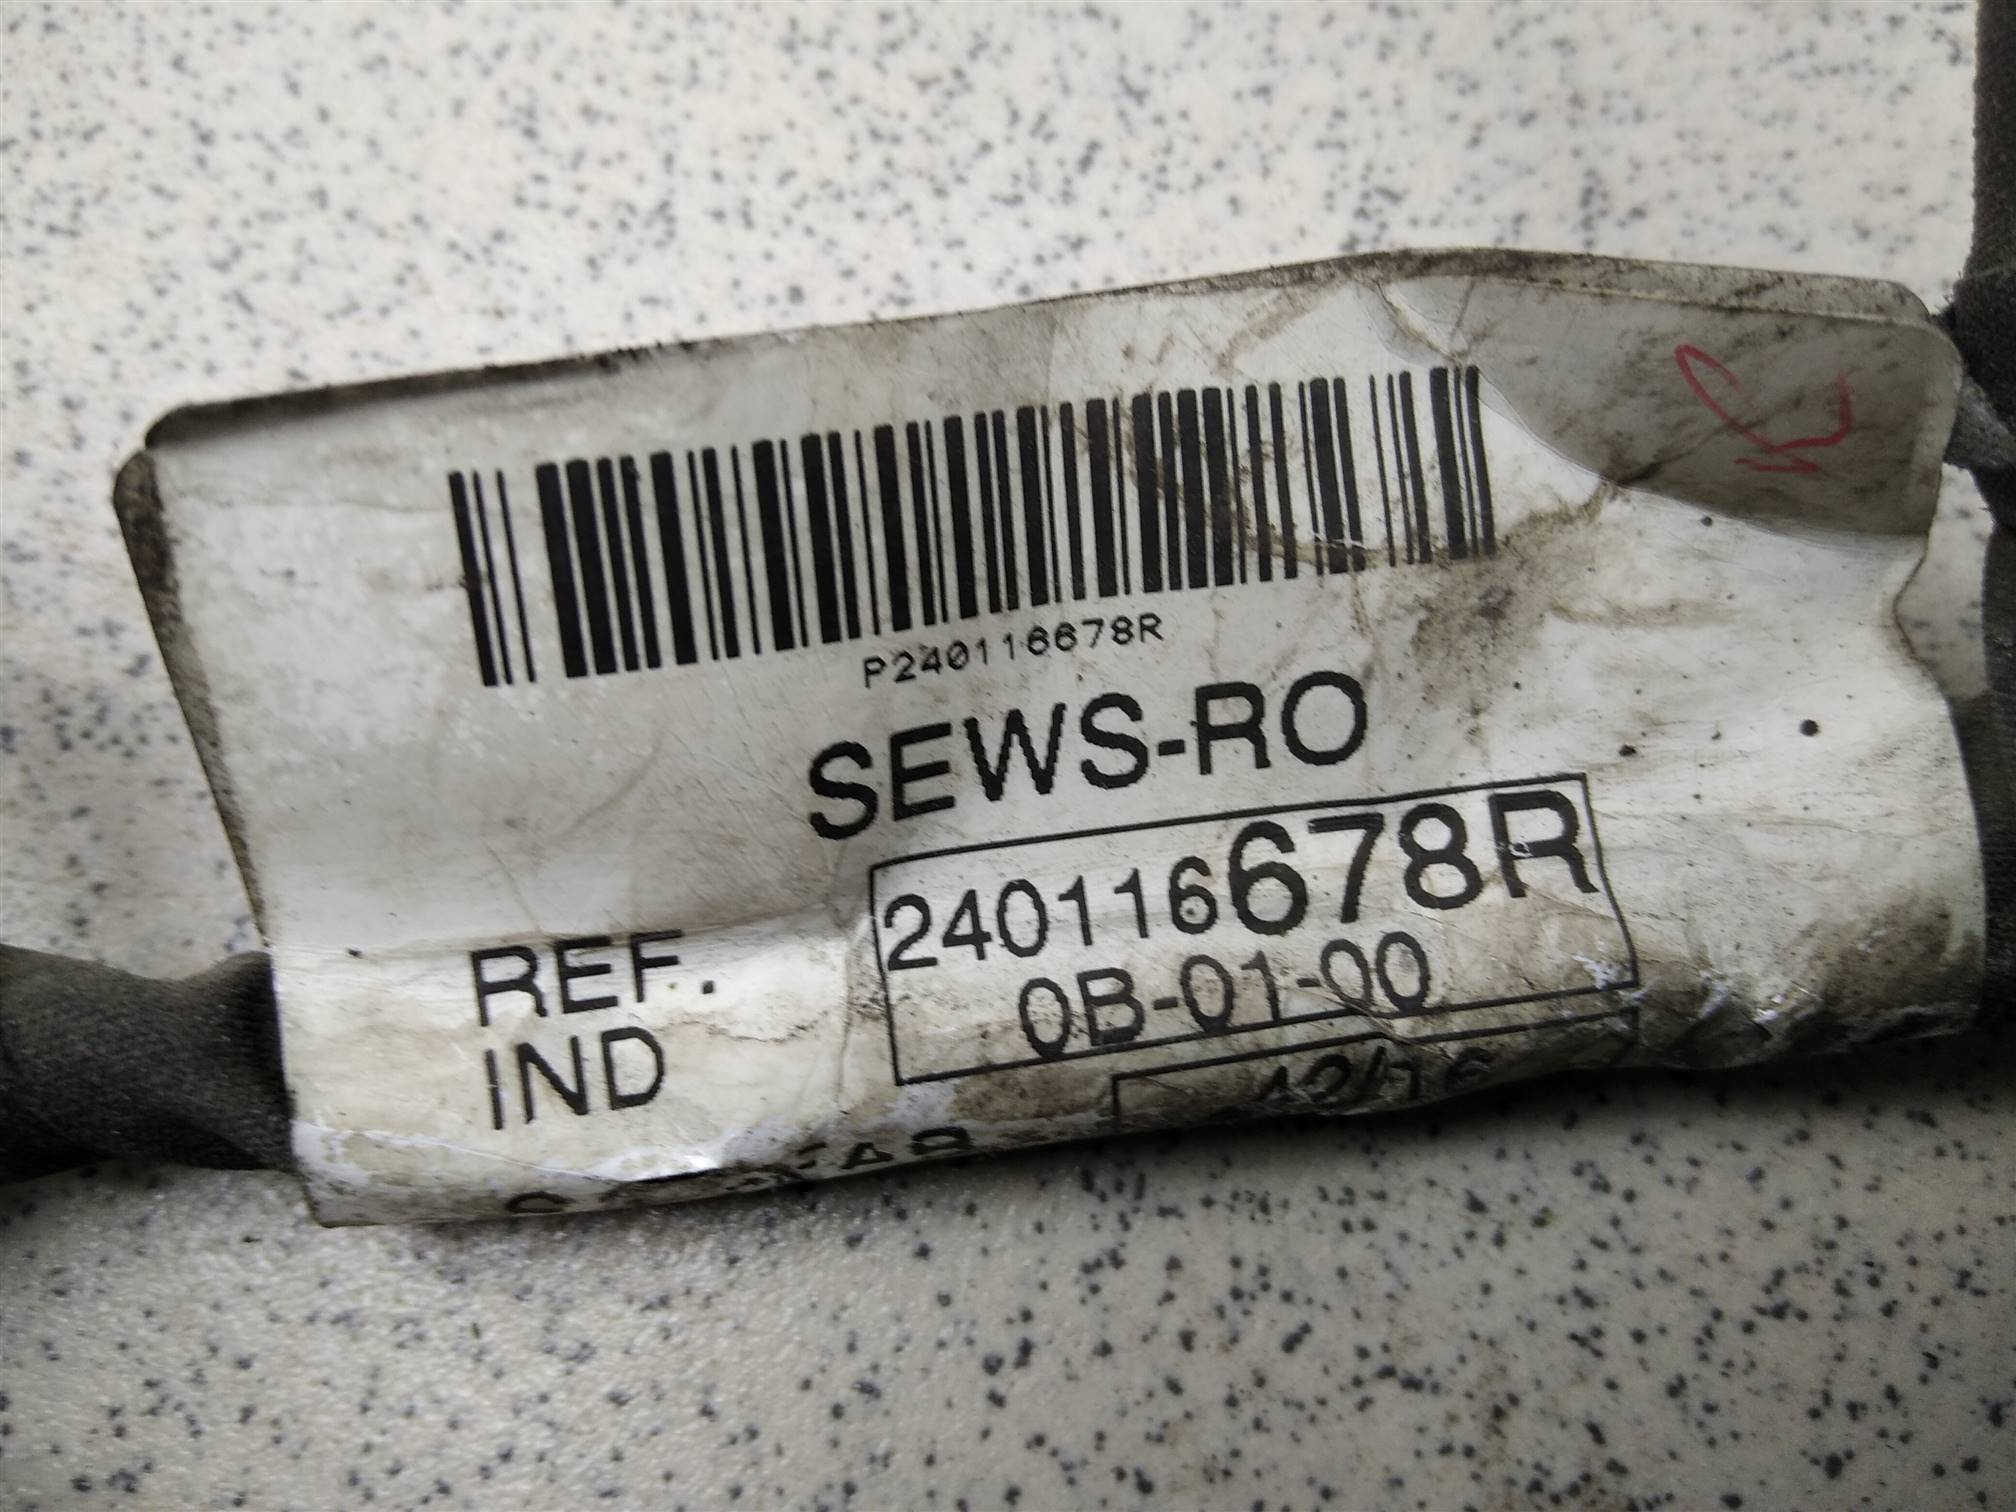 P240116678R
SEWS-RO
REF. 240116678R
IND 0B-01-00